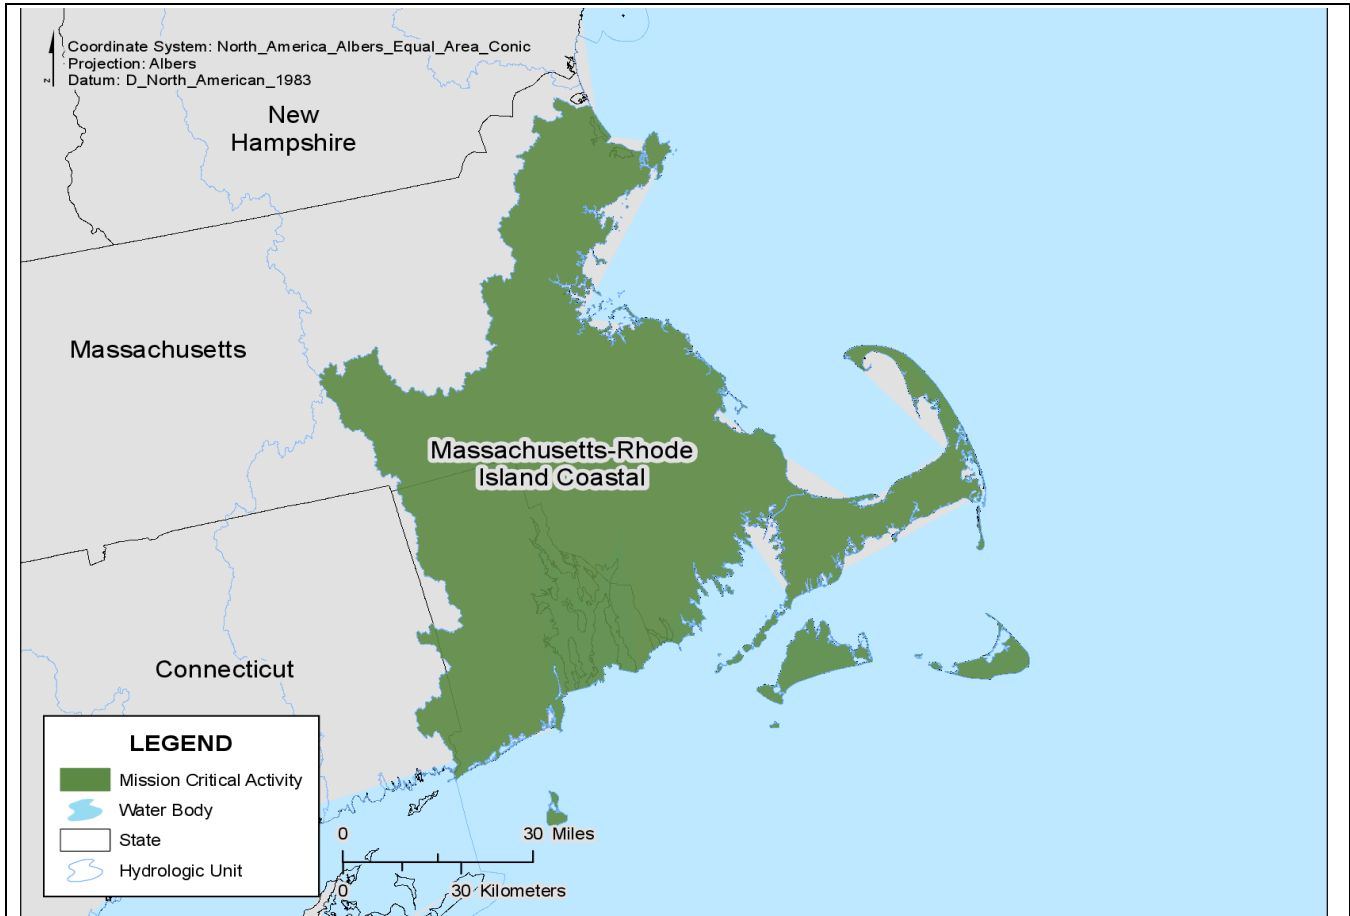 Coordinate System: North_America_Albers_Equal_Area_Conic
Projection: Albers
Datum: D_North_American_1983
z
New
Hampshire
Massachusetts
Massachusetts-Rhode
Island Coastal
Connecticut
LEGEND
Mission Critical Activity
Water Body
State
Hydrologic Unit
0 30 Miles
0 30 Kilometers